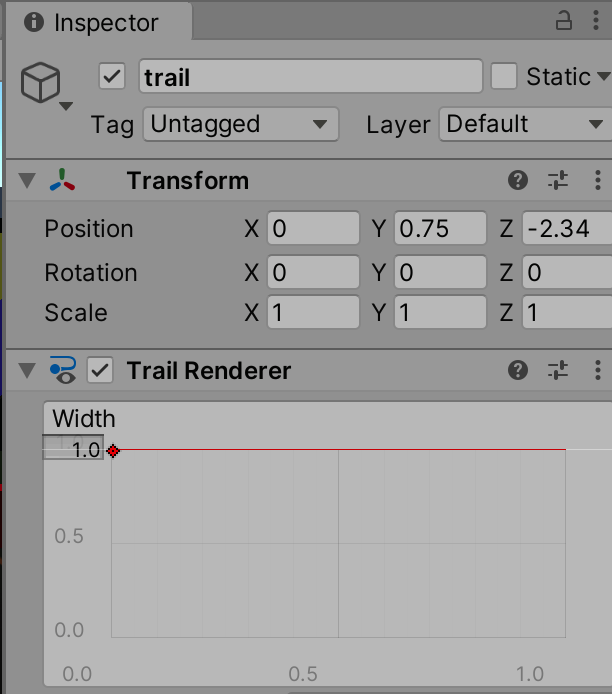 Inspector
trail
Static
Tag Untagged Layer Default
Transform
Position X 0 Y 0.75 Z -2.34
Rotation X 0 Y 0 Z 0
Scale X 1 Y 1 Z 1
Trail Renderer
Width
1.0
0.5
0.0
0.0 0.5 1.0